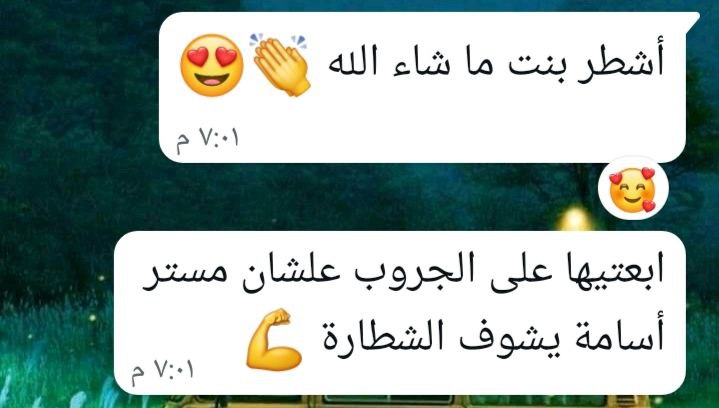 أشطر بنت ما شاء الله 👏😍
٧:٠١ م
ابعتيها على الجروب علشان مستر
أسامة يشوف الشطارة 💪
٧:٠١ م